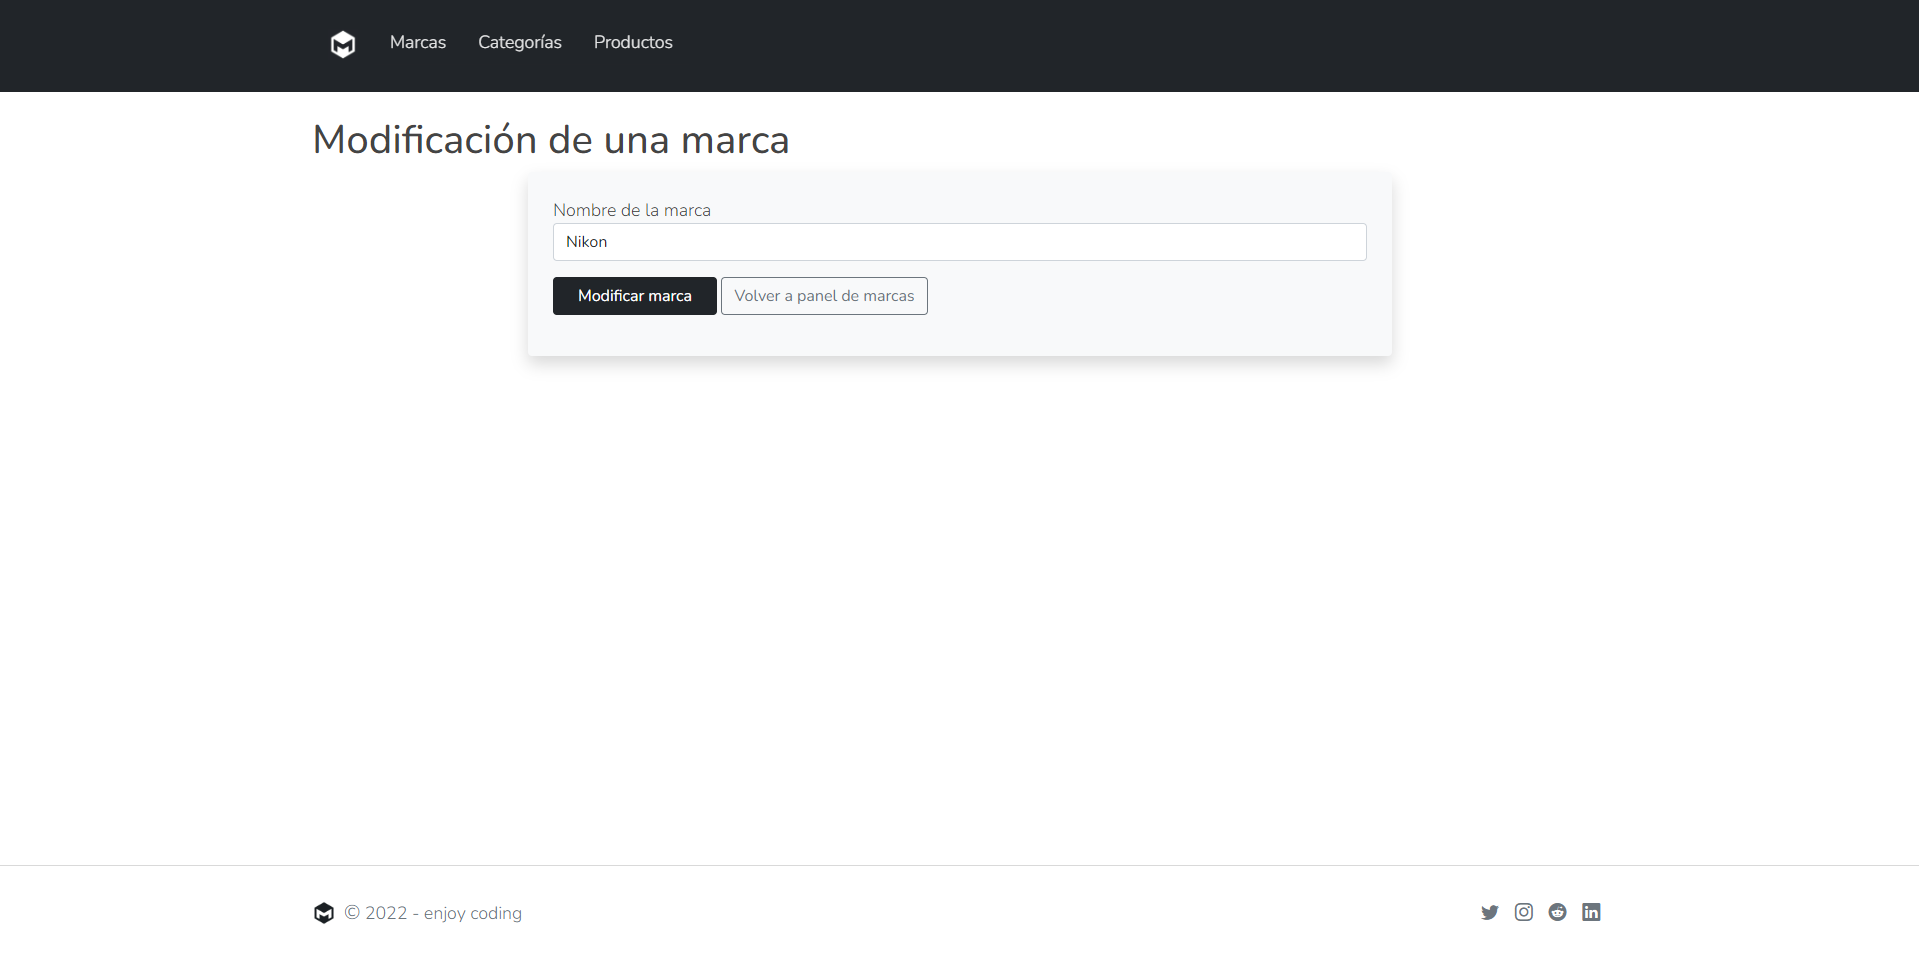 Marcas Categorías Productos
Modificación de una marca
Nombre de la marca
Nikon
Modificar marca Volver a panel de marcas
© 2022 - enjoy coding